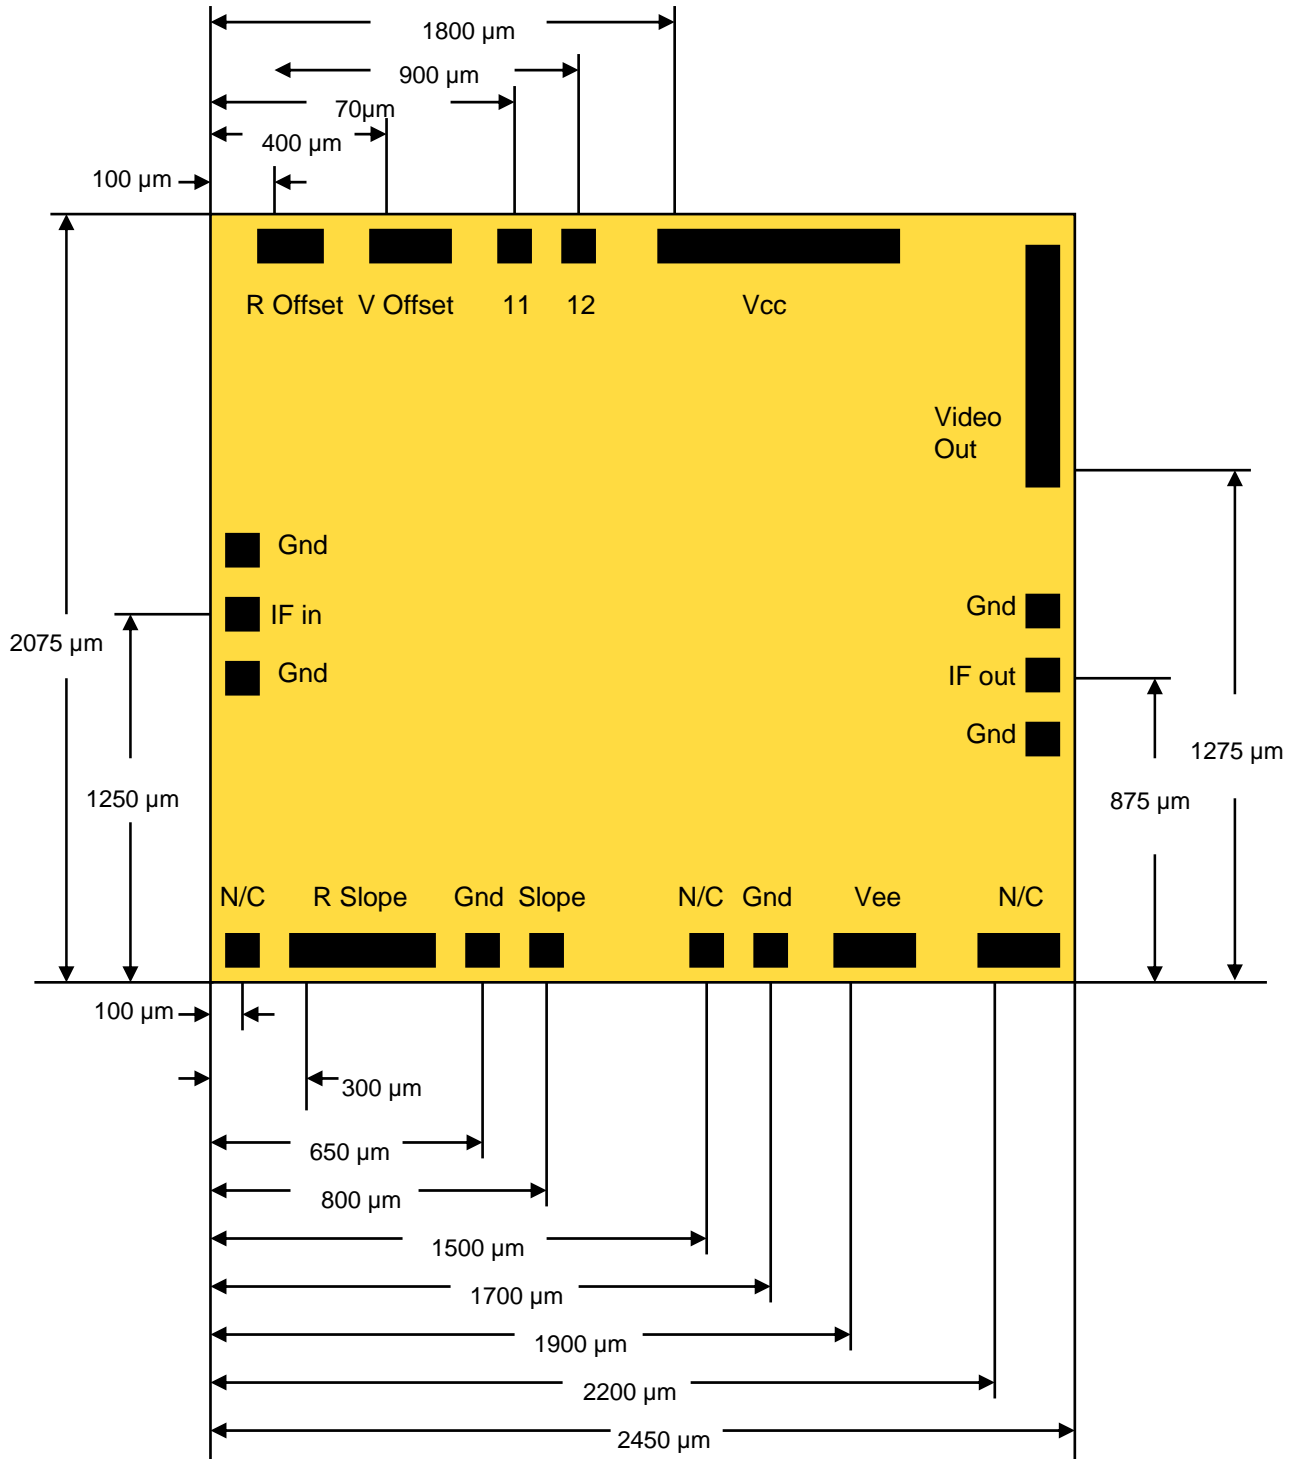 1800 µm
900 µm
70µm
400 µm
100 µm
R Offset V Offset 11 12 Vcc
Video
Out
Gnd
IF in
Gnd
Gnd
IF out
Gnd
2075 µm
1250 µm
1275 µm
875 µm
N/C R Slope Gnd Slope N/C Gnd Vee N/C
100 µm
300 µm
650 µm
800 µm
1500 µm
1700 µm
1900 µm
2200 µm
2450 µm